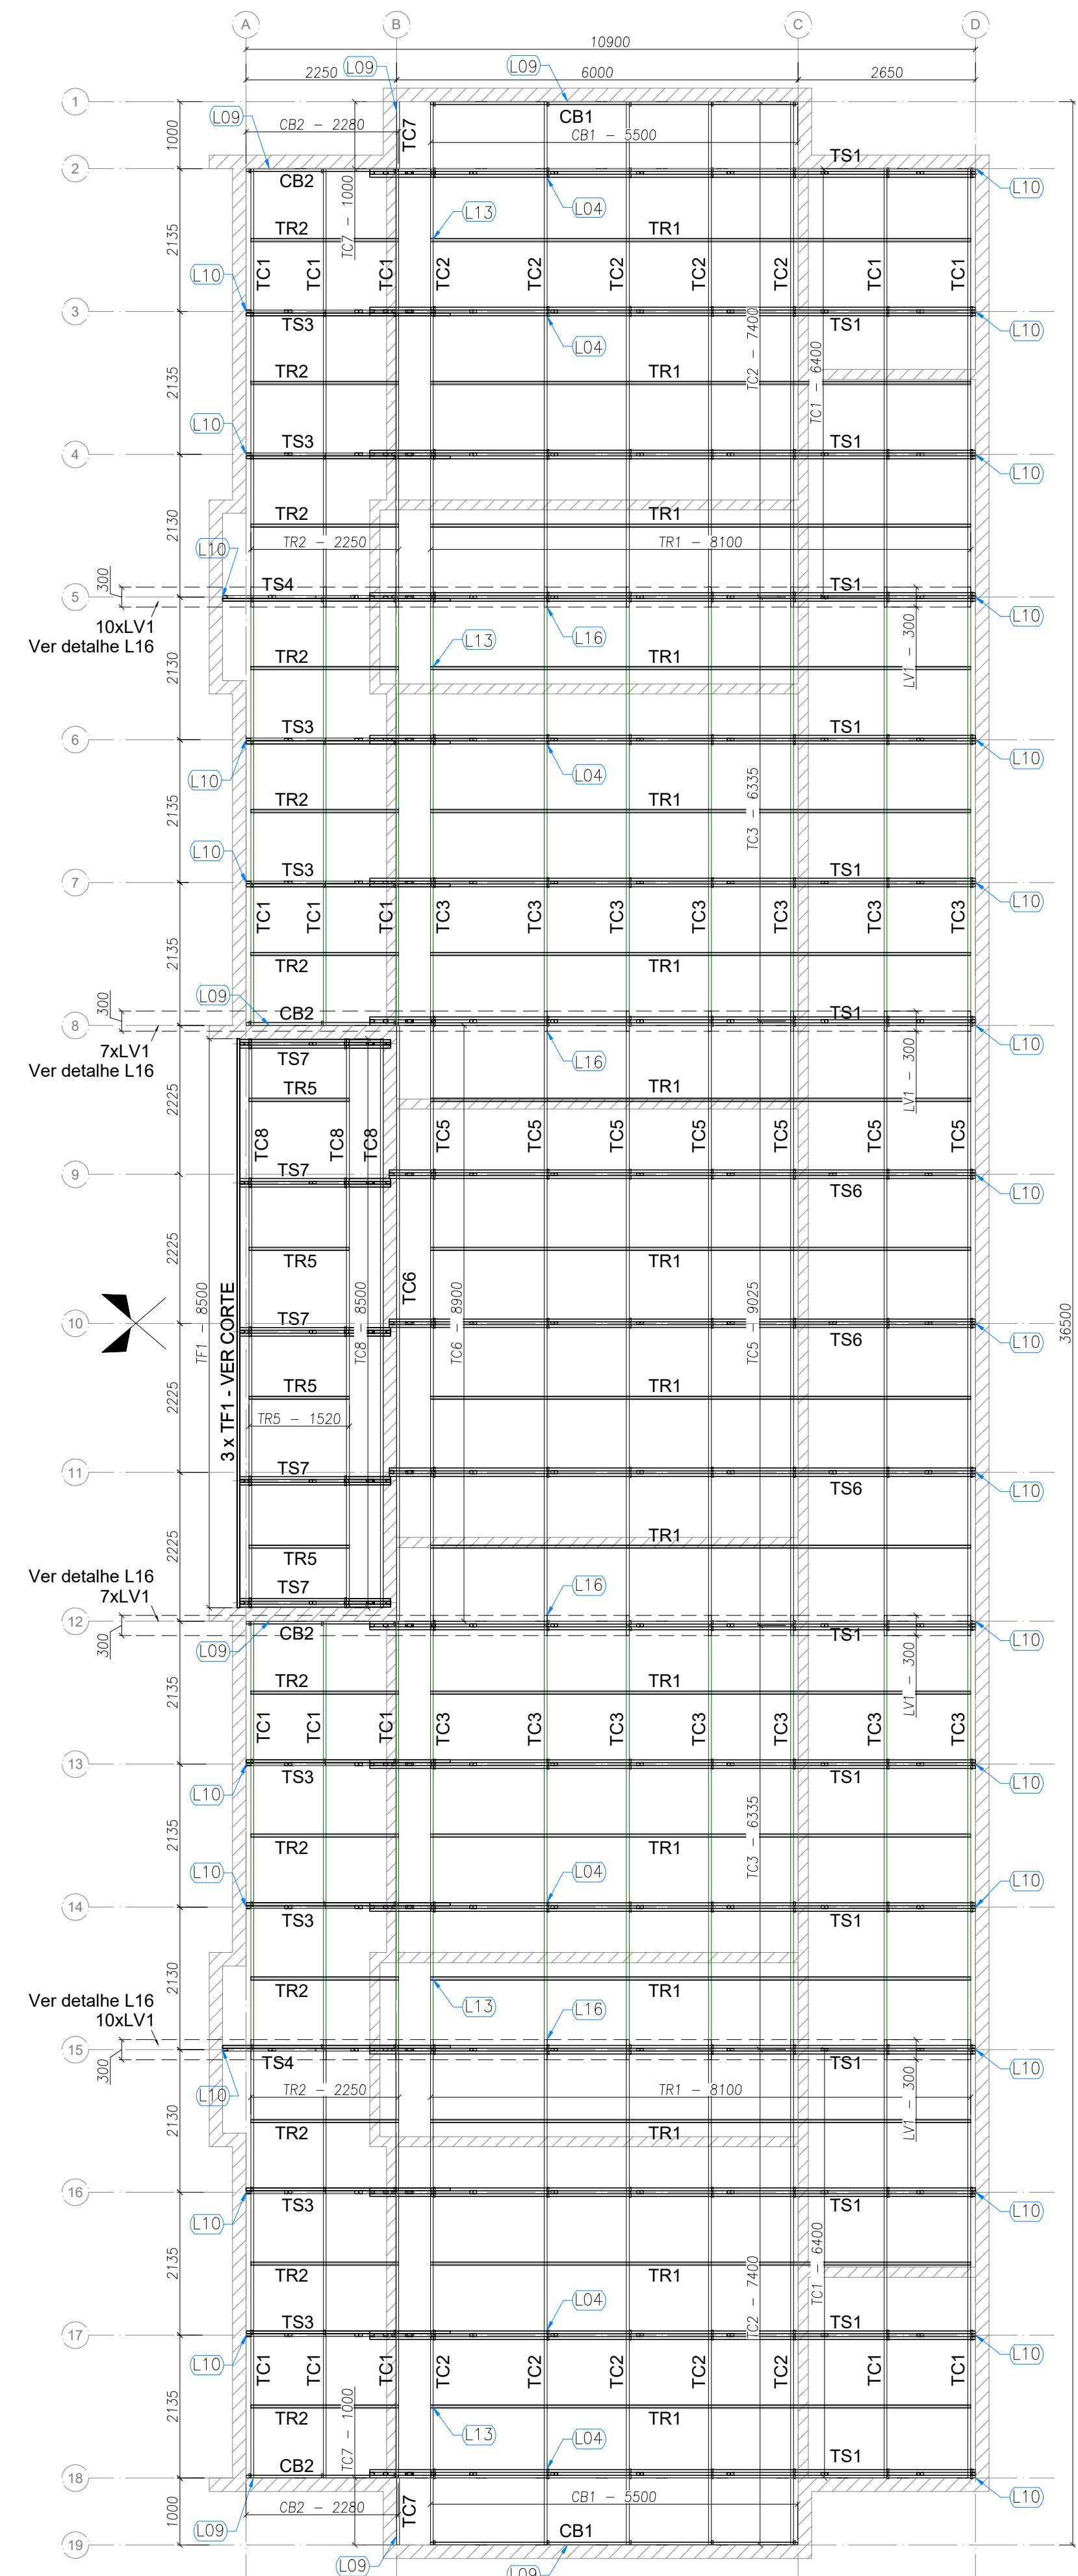 A B C D
10900
2250 L09 L09 6000 2650
1
1000 L09 CB2 - 2280 TC7 CB1
CB1 - 5500
TS1
2 CB2 L10
L04
TC7 - 1000
2135 TR2 L13 TR1
L10 TC1 TC1 TC1 TC2 TC2 TC2 TC2 TC2 TC1 TC1
3 TS3 TS1 L10
L04
TC2 - 7400
TC1 - 6400
2135 TR2 TR1
L10
4 TS3 TS1 L10
2130 TR2 TR1
L10 TR2 - 2250 TR1 - 8100
300 TS4 TS1
5 L10
10xLV1
Ver detalhe L16
L16 L13
LV1 - 300
2130 TR2 TR1
TS3 TS1
6 L10
L10 L04
TC3 - 6335
2135 TR2 TR1
L10 TS3 TS1
7 L10
TC1 TC1 TC1 TC3 TC3 TC3 TC3 TC3 TC3 TC3
2135 TR2 TR1
300 L09 CB2 TS1
8 L10
7xLV1
Ver detalhe L16
TS7 L16
LV1 - 300
2225 TR5 TR1
TC8 TC8 TC8 TC5 TC5 TC5 TC5 TC5 TC5 TC5
9 TS7 TS6 L10
2225 TR5 TR1
TC6
TF1 - 8500
3 x TF1 - VER CORTE
TC8 - 8500
TC6 - 8900
TC5 - 9025
36500
10 TS7 TS6 L10
2225 TR5 TR1
TR5 - 1520
11 TS7 TS6 L10
2225 TR5 TR1
Ver detalhe L16
7xLV1
TS7 L16
12 CB2 TS1 L10
300 L09
LV1 - 300
2135 TR2 TR1
TC1 TC1 TC1 TC3 TC3 TC3 TC3 TC3 TC3 TC3
13 TS3 TS1
L10 L10
TC3 - 6335
2135 TR2 TR1
L10 L04 L10
14 TS3 TS1
2130 TR2 TR1
L13
Ver detalhe L16
10xLV1
L16
15 TS4 TS1 L10
300 L10 TR2 - 2250 TR1 - 8100
LV1 - 300
2130 TR2 TR1
16 TS3 TS1 L10
L10
TC1 - 6400
TC2 - 7400
2135 TR2 TR1
TS3 L04 TS1
17 L10
L10 TC1 TC1 TC1 TC2 TC2 TC2 TC2 TC2 TC1 TC1
2135 TR2 TR1
L13
TC7 - 1000
CB2 L04 TS1
18 L10
1000 CB2 - 2280 TC7 CB1 - 5500
L09 CB1
19
L09 L09